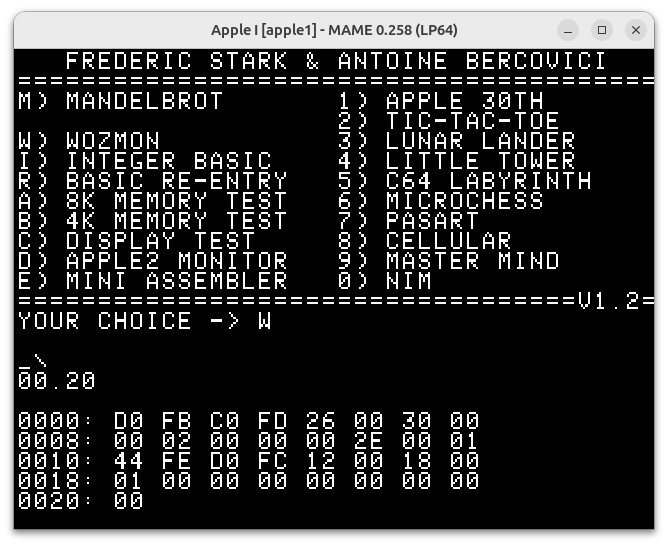 Apple I [apple1] - MAME 0.258 (LP64)
FREDERIC STARK & ANTOINE BERCOVICI
========================================
M) MANDELBROT 1) APPLE 30TH
2) TIC-TAC-TOE
W) WOZMON 3) LUNAR LANDER
I) INTEGER BASIC 4) LITTLE TOWER
R) BASIC RE-ENTRY 5) C64 LABYRINTH
A) 8K MEMORY TEST 6) MICROCHESS
B) 4K MEMORY TEST 7) PASART
C) DISPLAY TEST 8) CELLULAR
D) APPLE2 MONITOR 9) MASTER MIND
E) MINI ASSEMBLER 0) NIM
===================================V1.2=
YOUR CHOICE -> W
_\
00.20
0000: D0 FB C0 FD 26 00 30 00
0008: 00 02 00 00 00 2E 00 01
0010: 44 FE D0 FC 12 00 18 00
0018: 01 00 00 00 00 00 00 00
0020: 00